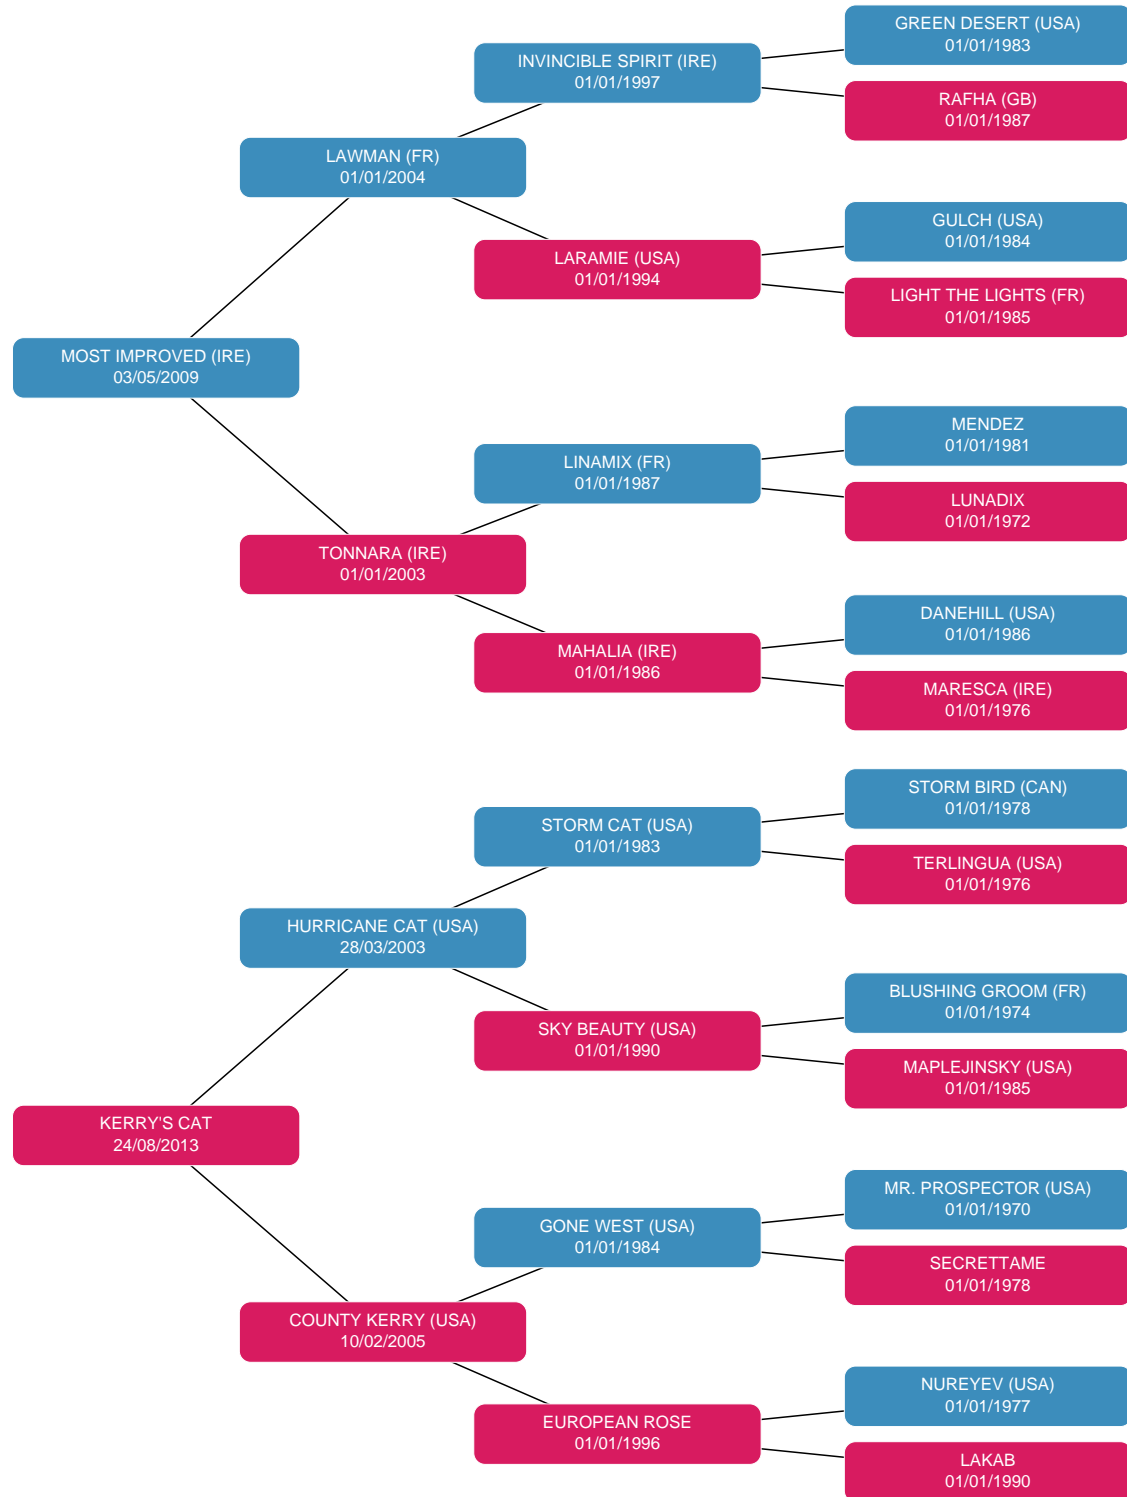 GREEN DESERT (USA)
01/01/1983
INVINCIBLE SPIRIT (IRE)
01/01/1997
RAFHA (GB)
01/01/1987
LAWMAN (FR)
01/01/2004
GULCH (USA)
01/01/1984
LARAMIE (USA)
01/01/1994
LIGHT THE LIGHTS (FR)
01/01/1985
MOST IMPROVED (IRE)
03/05/2009
MENDEZ
01/01/1981
LINAMIX (FR)
01/01/1987
LUNADIX
01/01/1972
TONNARA (IRE)
01/01/2003
DANEHILL (USA)
01/01/1986
MAHALIA (IRE)
01/01/1986
MARESCA (IRE)
01/01/1976
STORM BIRD (CAN)
01/01/1978
STORM CAT (USA)
01/01/1983
TERLINGUA (USA)
01/01/1976
HURRICANE CAT (USA)
28/03/2003
BLUSHING GROOM (FR)
01/01/1974
SKY BEAUTY (USA)
01/01/1990
MAPLEJINSKY (USA)
01/01/1985
KERRY'S CAT
24/08/2013
MR. PROSPECTOR (USA)
01/01/1970
GONE WEST (USA)
01/01/1984
SECRETTAME
01/01/1978
COUNTY KERRY (USA)
10/02/2005
NUREYEV (USA)
01/01/1977
EUROPEAN ROSE
01/01/1996
LAKAB
01/01/1990